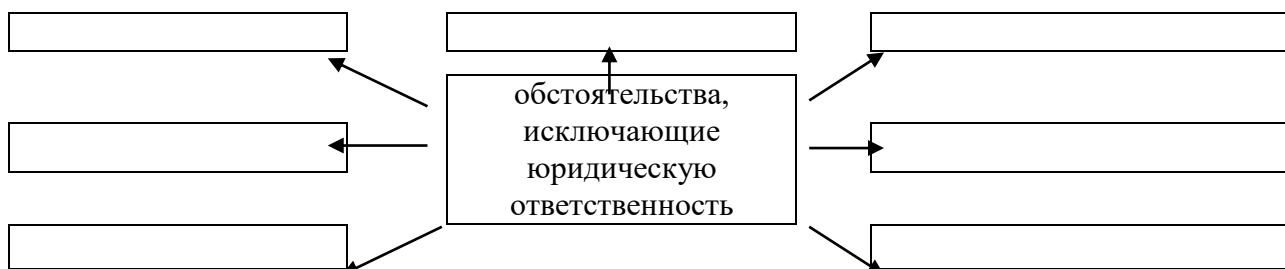 обстоятельства,
исключающие
юридическую
ответственность